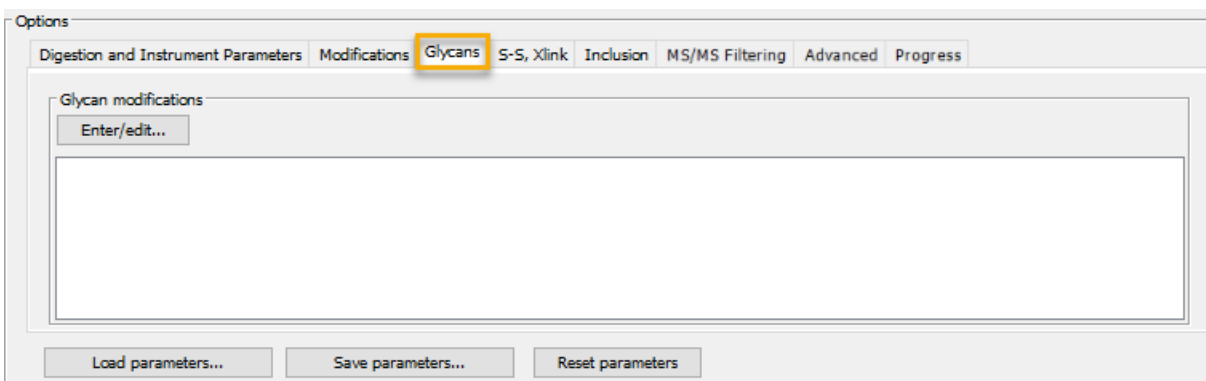 Options
Digestion and Instrument Parameters Modifications Glycans S-S, Xlink Inclusion MS/MS Filtering Advanced Progress
Glycan modifications
Enter/edit...
Load parameters... Save parameters... Reset parameters